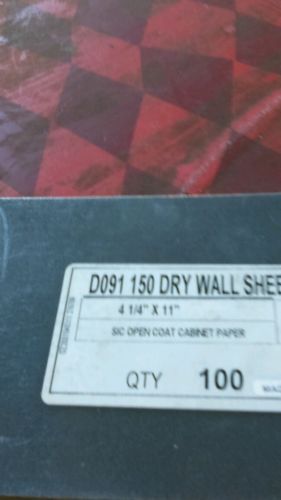 D091 150 DRY WALL SHEE
4 1/4" X 11"
SIC OPEN COAT CABINET PAPER
QTY 100